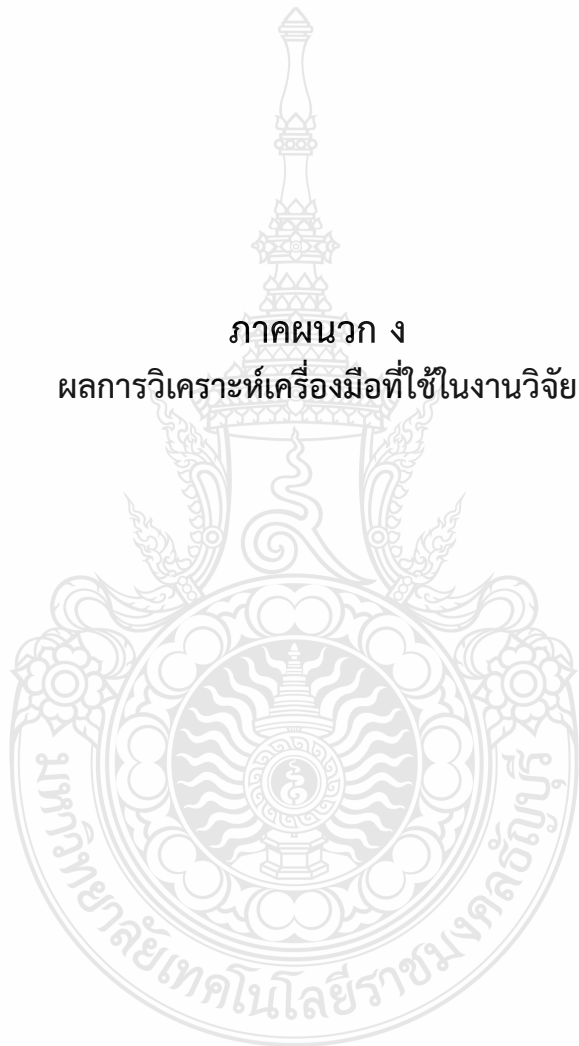 ภาคผนวก ง
ผลการวิเคราะห์เครื่องมือที่ใช้ในงานวิจัย
มหาวิทยาลัยเทคโนโลยีราชมงคลธัญบุรี